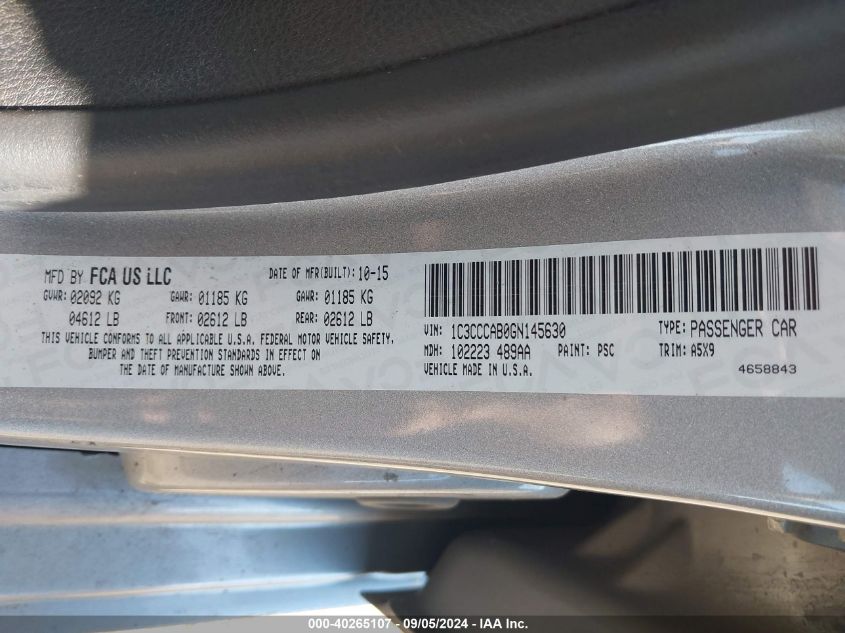 MFD BY FCA US LLC DATE OF MFR(BUILT): 10-15
GVWR: 02092 KG GAWR: 01185 KG GAWR: 01185 KG
04612 LB FRONT: 02612 LB REAR: 02612 LB
THIS VEHICLE CONFORMS TO ALL APPLICABLE U.S.A. FEDERAL MOTOR VEHICLE SAFETY,
BUMPER AND THEFT PREVENTION STANDARDS IN EFFECT ON
THE DATE OF MANUFACTURE SHOWN ABOVE.
VIN: 1C3CCCAB0GN145630 TYPE: PASSENGER CAR
MDH: 102223 489AA PAINT: PSC TRIM: A5X9
VEHICLE MADE IN U.S.A. 4658843
000-40265107 - 09/05/2024 - IAA Inc.